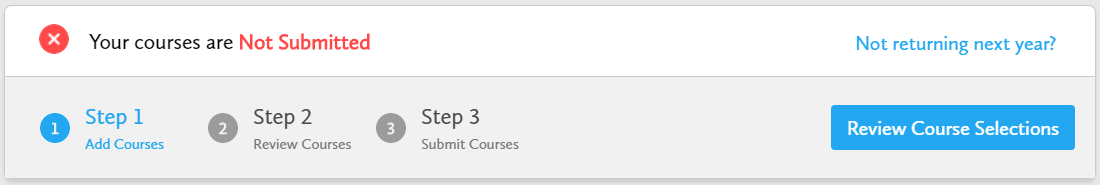 Your courses are Not Submitted
Not returning next year?
1
Step 1
Add Courses
2
Step 2
Review Courses
3
Step 3
Submit Courses
Review Course Selections